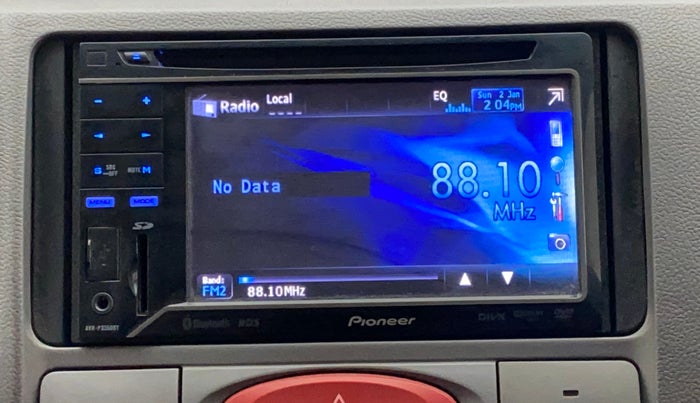 Radio Local EQ Sun 2 Jan
2 04PM
- +
S SRC OFF MUTE M
No Data 88.10
MHz
MENU MODE
SD
Band:
FM2 88.10MHz
Pioneer
Bluetooth RDS DIVX